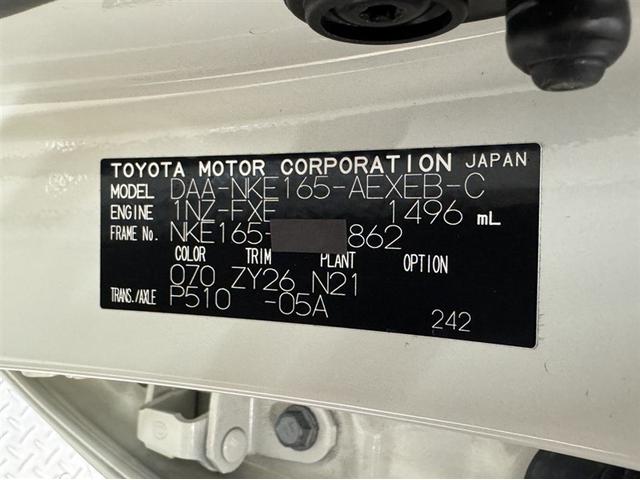 TOYOTA MOTOR CORPORATION JAPAN
MODEL DAA-NKE165-AEXEB-C
ENGINE 1NZ-FXE 1496 mL
FRAME No. NKE165- 862
COLOR TRIM PLANT OPTION
070 ZY26 N21
TRANS./AXLE P510 -05A
242